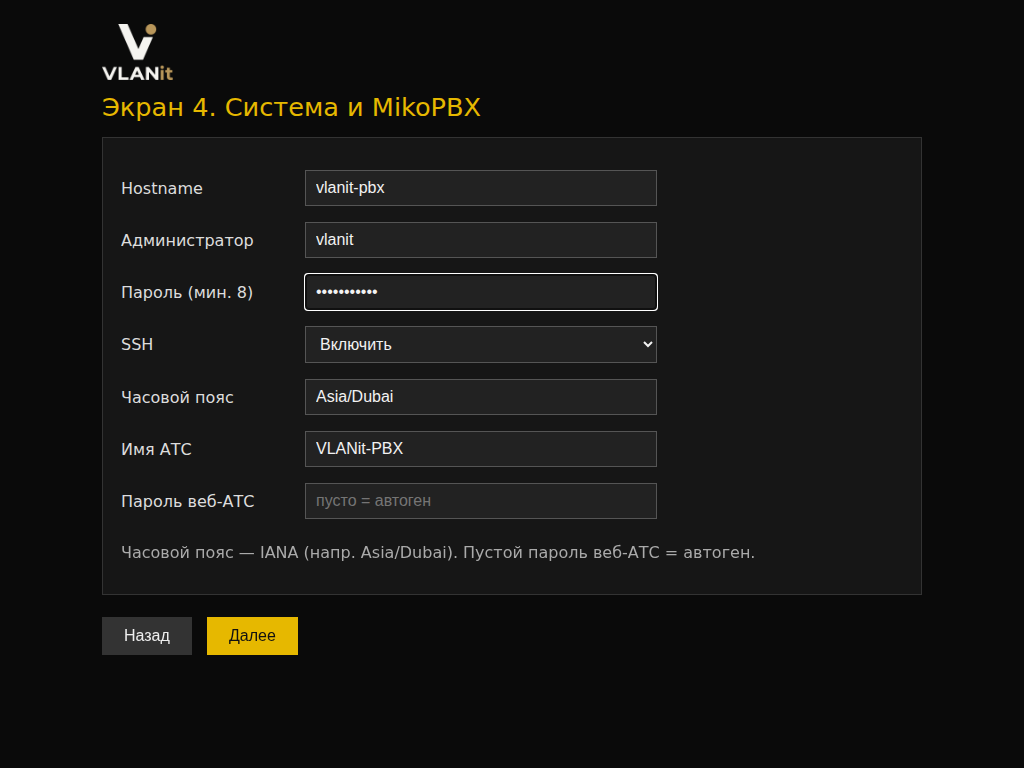 VLANit
Экран 4. Система и MikoPBX
Hostname vlanit-pbx
Администратор vlanit
Пароль (мин. 8) •••••••••••
SSH Включить
Часовой пояс Asia/Dubai
Имя АТС VLANit-PBX
Пароль веб-АТС пусто = автоген
Часовой пояс — IANA (напр. Asia/Dubai). Пустой пароль веб-АТС = автоген.
Назад Далее